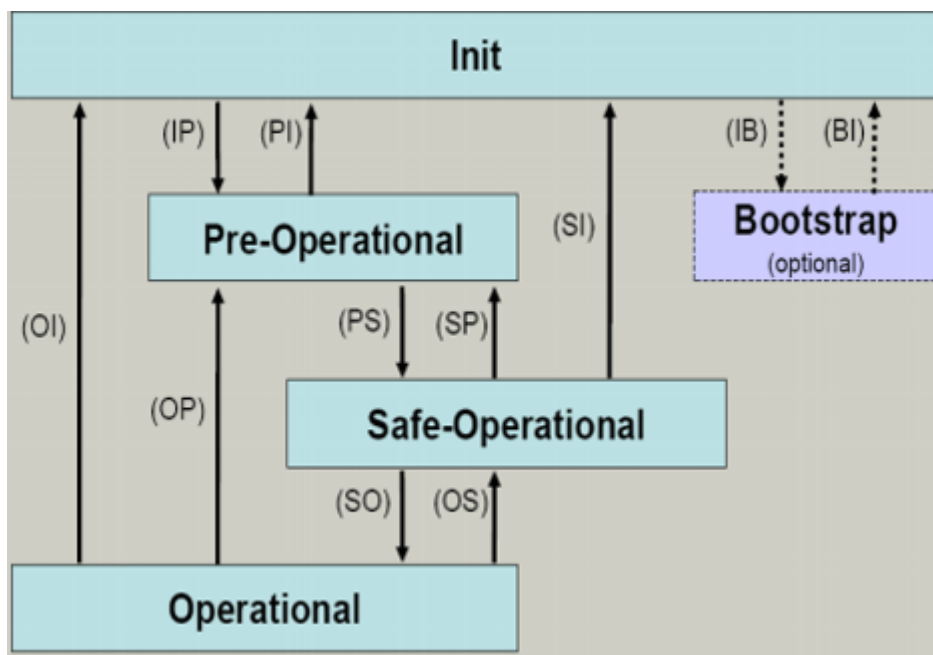 Init
(IP)
(PI)
(IB)
(BI)
(SI)
Pre-Operational
Bootstrap
(optional)
(OI)
(PS)
(SP)
(OP)
Safe-Operational
(SO)
(OS)
Operational